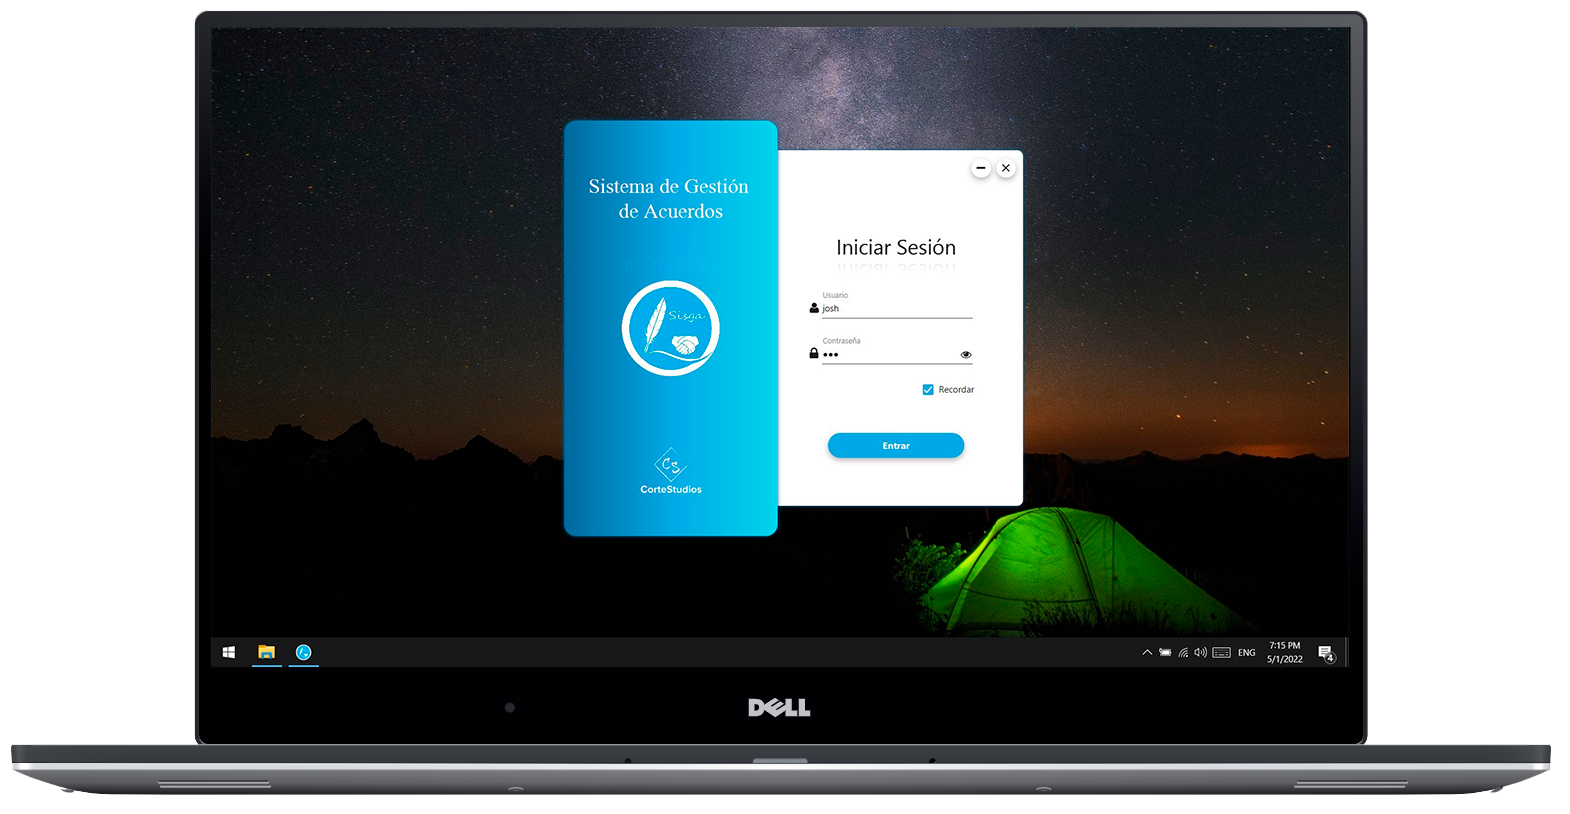 Sistema de Gestión
de Acuerdos
Sisga
CS
CorteStudios
Iniciar Sesión
Usuario
josh
Contraseña
Recordar
Entrar
ENG
7:15 PM
5/1/2022
4
DELL